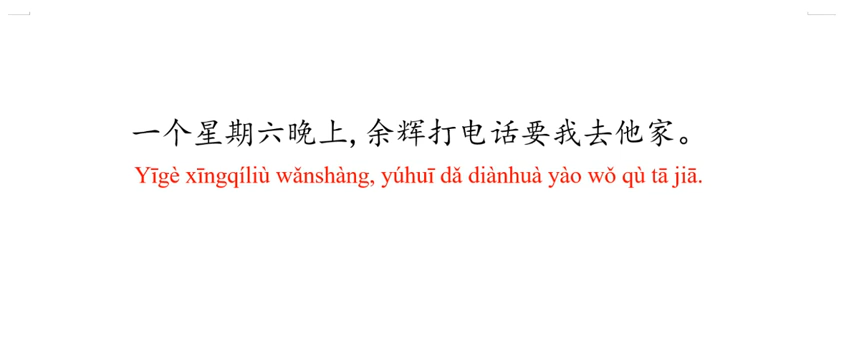 一个星期六晚上,余辉打电话要我去他家。
Yīgè xīngqíliù wǎnshàng, yúhuī dǎ diànhuà yào wǒ qù tā jiā.